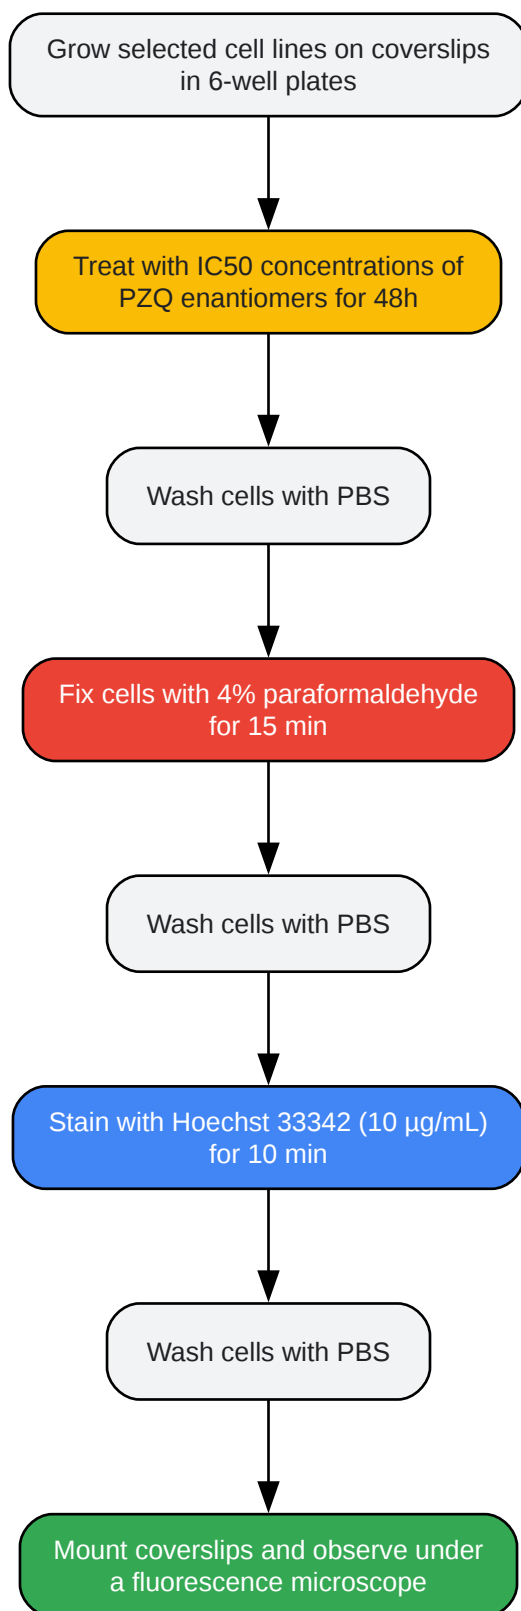 Grow selected cell lines on coverslips
in 6-well plates
Treat with IC50 concentrations of
PZQ enantiomers for 48h
Wash cells with PBS
Fix cells with 4% paraformaldehyde
for 15 min
Wash cells with PBS
Stain with Hoechst 33342 (10 µg/mL)
for 10 min
Wash cells with PBS
Mount coverslips and observe under
a fluorescence microscope